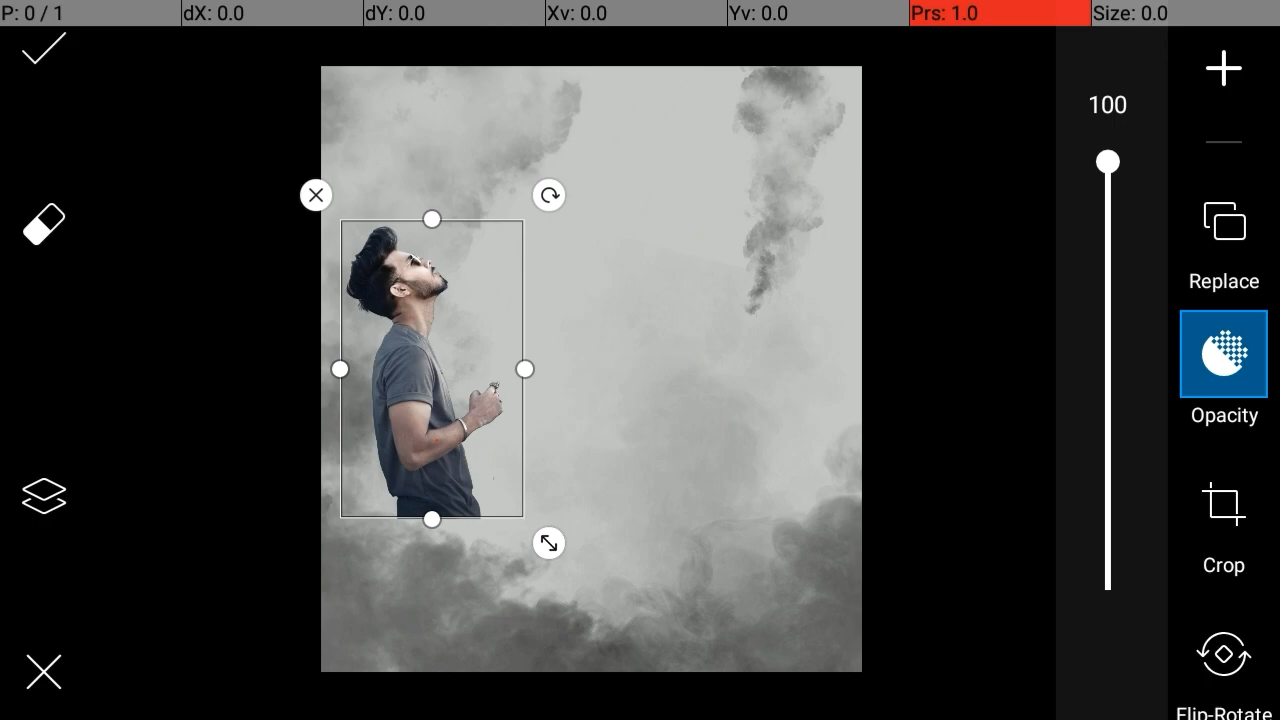 P: 0 / 1 dX: 0.0 dY: 0.0 Xv: 0.0 Yv: 0.0 Prs: 1.0 Size: 0.0
100
Replace
Opacity
Crop
Flip-Rotate